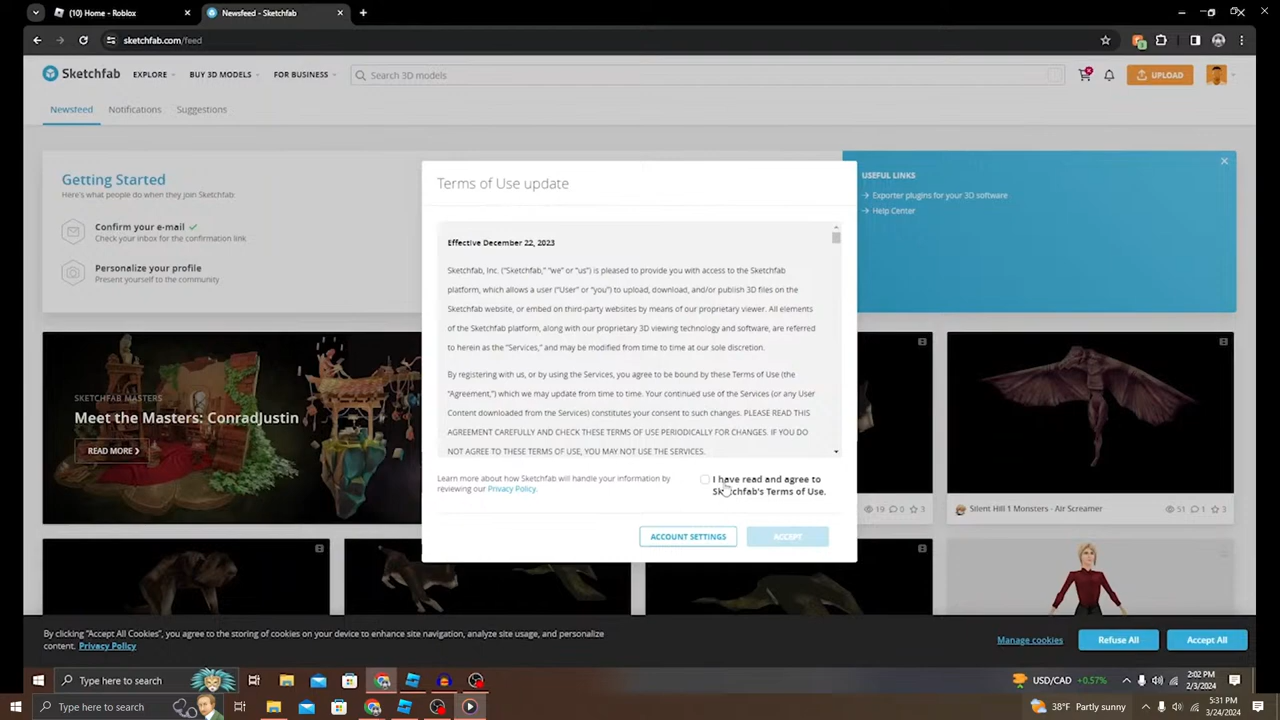 (10) Home - Roblox
Newsfeed - Sketchfab
sketchfab.com/feed
Sketchfab
EXPLORE
BUY 3D MODELS
FOR BUSINESS
Search 3D models
UPLOAD
Newsfeed
Notifications
Suggestions
Getting Started
Here's what people do when they join Sketchfab:
Confirm your e-mail
Check your inbox for the confirmation link
Personalize your profile
Present yourself to the community
USEFUL LINKS
Exporter plugins for your 3D software
Help Center
Terms of Use update
Effective December 22, 2023
Sketchfab, Inc. ("Sketchfab," "we" or "us") is pleased to provide you with access to the Sketchfab
platform, which allows a user ("User" or "you") to upload, download, and/or publish 3D files on the
Sketchfab website, or embed on third-party websites by means of our proprietary viewer. All elements
of the Sketchfab platform, along with our proprietary 3D viewing technology and software, are referred
to herein as the "Services," and may be modified from time to time at our sole discretion.
By registering with us, or by using the Services, you agree to be bound by these Terms of Use (the
"Agreement,") which we may update from time to time. Your continued use of the Services (or any User
Content downloaded from the Services) constitutes your consent to such changes. PLEASE READ THIS
AGREEMENT CAREFULLY AND CHECK THESE TERMS OF USE PERIODICALLY FOR CHANGES. IF YOU DO
NOT AGREE TO THESE TERMS OF USE, YOU MAY NOT USE THE SERVICES.
Learn more about how Sketchfab will handle your information by
reviewing our Privacy Policy.
I have read and agree to
Sketchfab's Terms of Use.
ACCOUNT SETTINGS
ACCEPT
SKETCHFAB MASTERS
Meet the Masters: ConradJustin
READ MORE
19 0 3
Silent Hill 1 Monsters - Air Screamer
51 1 3
By clicking "Accept All Cookies", you agree to the storing of cookies on your device to enhance site navigation, analyze site usage, and personalize
content. Privacy Policy
Manage cookies
Refuse All
Accept All
Type here to search
USD/CAD +0.57%
2:02 PM
2/3/2024
Type here to search
38°F Partly sunny
5:31 PM
3/24/2024